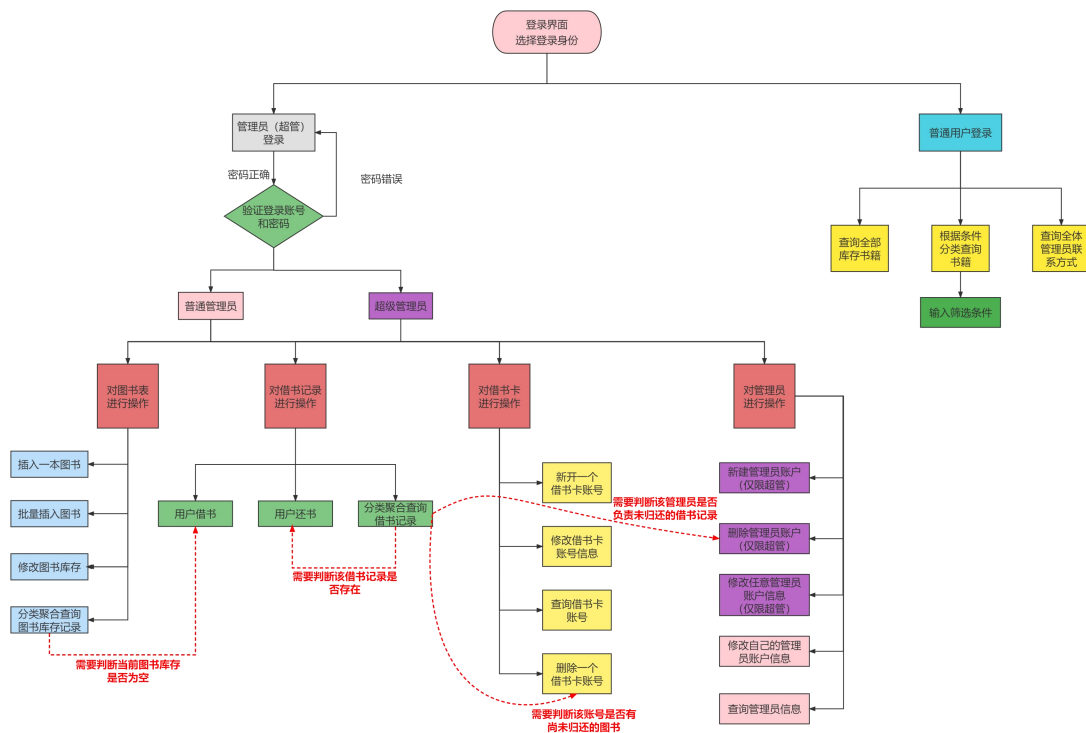 登录界面
选择登录身份
管理员（超管）
登录
普通用户登录
密码正确
密码错误
验证登录账号
和密码
查询全部
库存书籍
根据条件
分类查询
书籍
查询全体
管理员联
系方式
普通管理员
超级管理员
输入筛选条件
对图书表
进行操作
对借书记录
进行操作
对借书卡
进行操作
对管理员
进行操作
插入一本图书
批量插入图书
修改图书库存
分类聚合查询
图书库存记录
用户借书
用户还书
分类聚合查询
借书记录
新开一个
借书卡账号
修改借书卡
账号信息
查询借书卡
账号
删除一个
借书卡账号
新建管理员账户
（仅限超管）
删除管理员账户
（仅限超管）
修改任意管理员
账户信息
（仅限超管）
修改自己的管理
员账户信息
查询管理员信息
需要判断该管理员是否
负责未归还的借书记录
需要判断该借书记录是
否存在
需要判断当前图书库存
是否为空
需要判断该账号是否有
尚未归还的图书